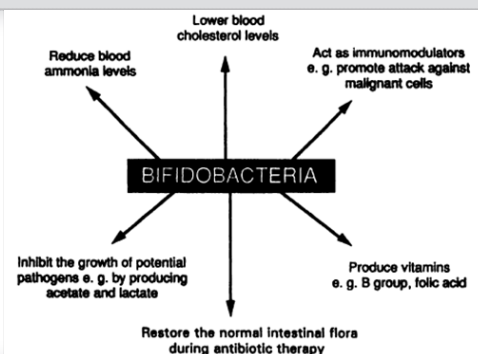 Lower blood
cholesterol levels
Reduce blood
ammonia levels
Act as immunomodulators
e. g. promote attack against
malignant cells
BIFIDOBACTERIA
Inhibit the growth of potential
pathogens e. g. by producing
acetate and lactate
Produce vitamins
e. g. B group, folic acid
Restore the normal intestinal flora
during antibiotic therapy